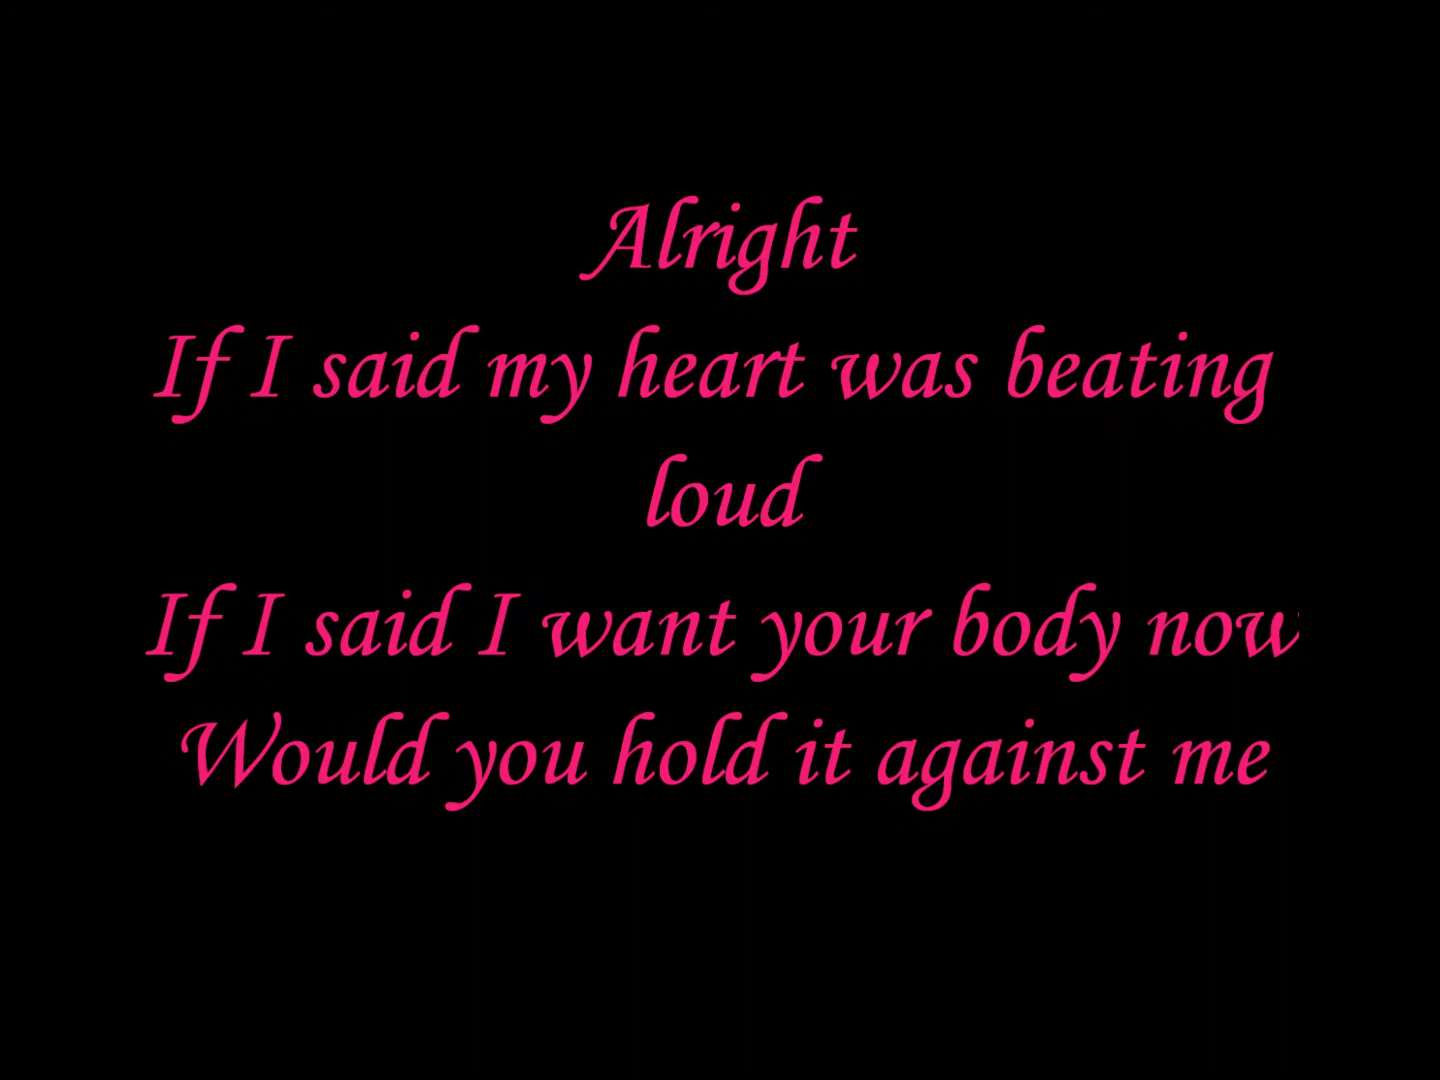 Alright
If I said my heart was beating
loud
If I said I want your body now
Would you hold it against me